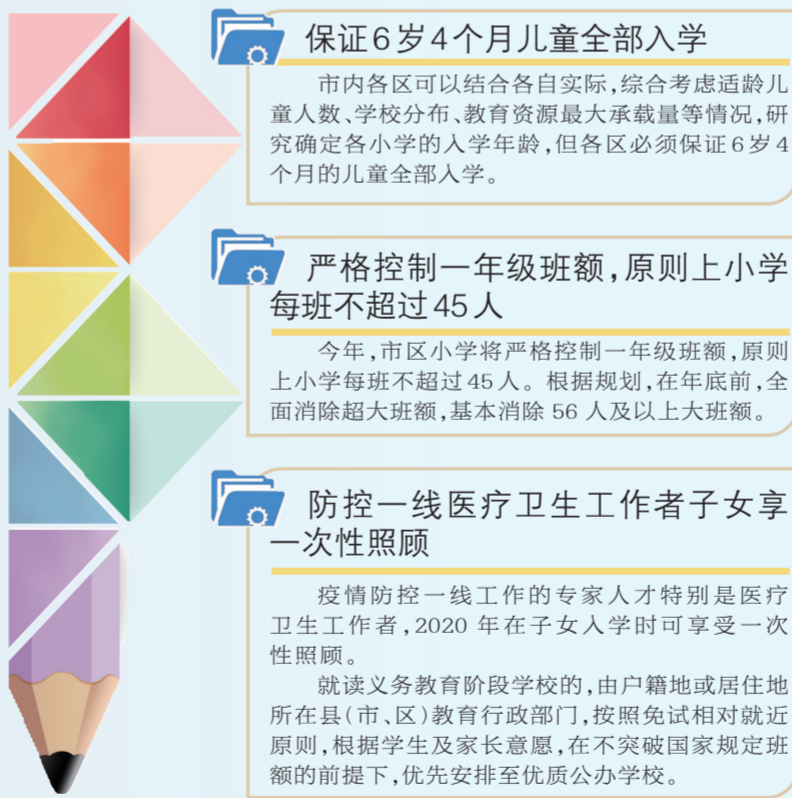 保证6岁4个月儿童全部入学
市内各区可以结合各自实际,综合考虑适龄儿
童人数、学校分布、教育资源最大承载量等情况,研
究确定各小学的入学年龄,但各区必须保证6岁4
个月的儿童全部入学。
严格控制一年级班额,原则上小学
每班不超过45人
今年,市区小学将严格控制一年级班额,原则
上小学每班不超过45人。根据规划,在年底前,全
面消除超大班额,基本消除 56 人及以上大班额。
防控一线医疗卫生工作者子女享
一次性照顾
疫情防控一线工作的专家人才特别是医疗
卫生工作者,2020 年在子女入学时可享受一次
性照顾。
就读义务教育阶段学校的,由户籍地或居住地
所在县(市、区)教育行政部门,按照免试相对就近
原则,根据学生及家长意愿,在不突破国家规定班
额的前提下,优先安排至优质公办学校。